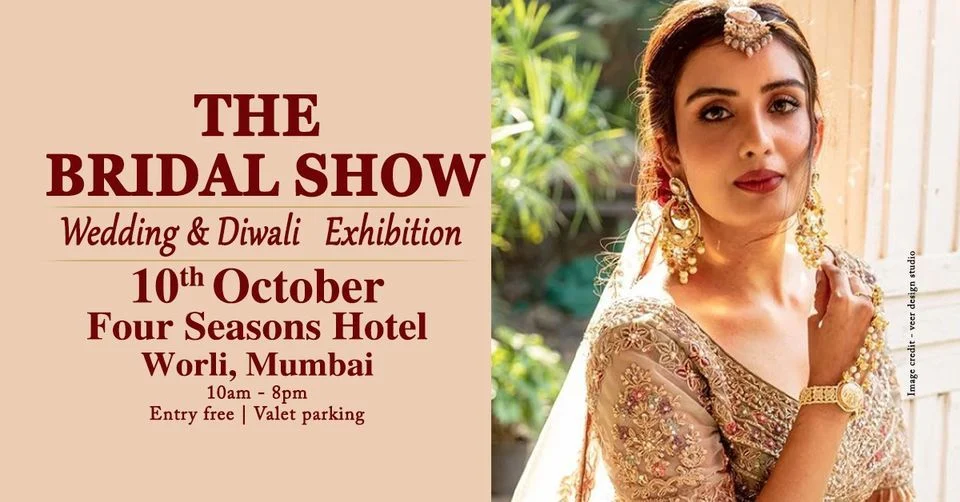 THE
BRIDAL SHOW
Wedding & Diwali Exhibition
10th October
Four Seasons Hotel
Worli, Mumbai
10am - 8pm
Entry free | Valet parking
Image credit - veer design studio